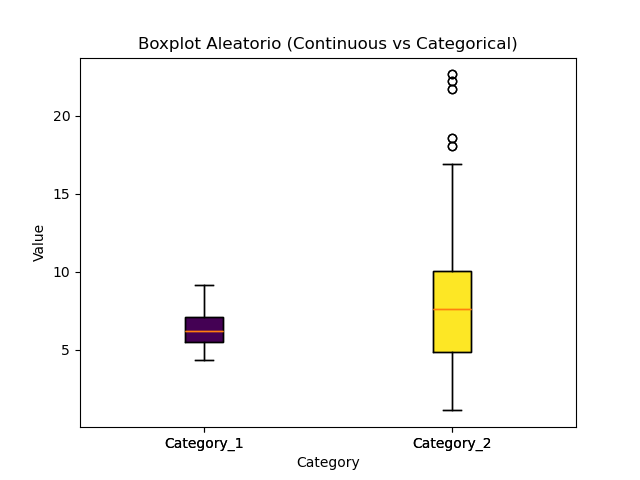 Boxplot Aleatorio (Continuous vs Categorical)
20
15
10
5
Value
Category_1
Category_2
Category